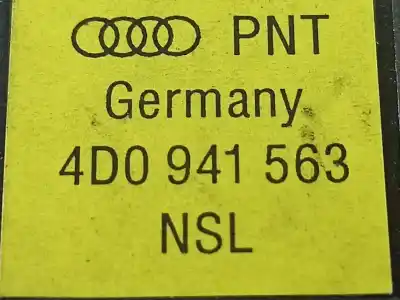 PNT
Germany
4D0 941 563
NSL